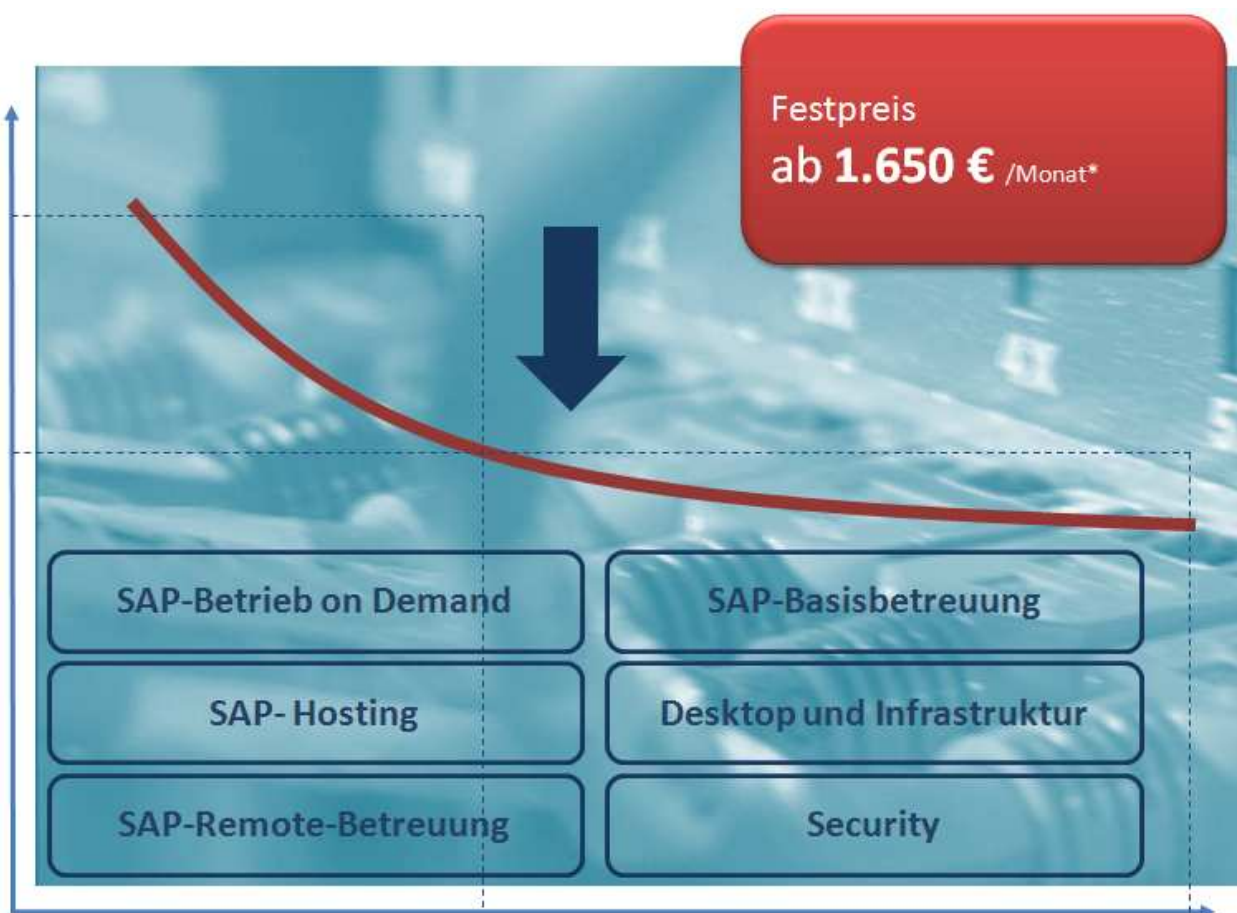 Festpreis
ab 1.650 € /Monat*
SAP-Betrieb on Demand
SAP-Basisbetreuung
SAP- Hosting
Desktop und Infrastruktur
SAP-Remote-Betreuung
Security